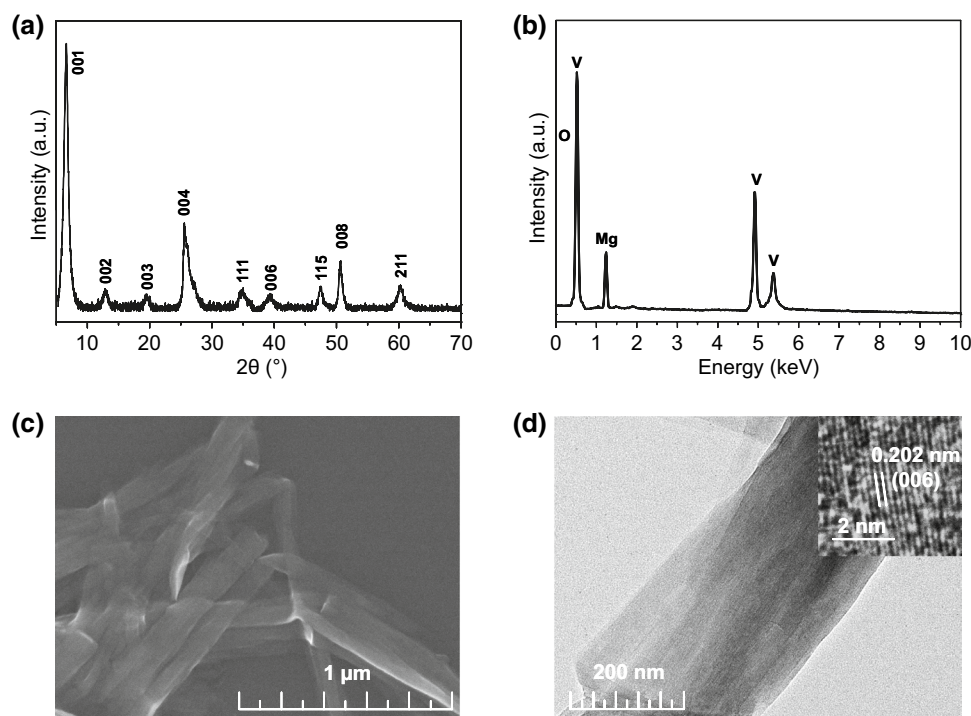 (a)
Intensity (a.u.)
001
002
003
004
111
006
115
008
211
10 20 30 40 50 60 70
2θ (°)
(b)
Intensity (a.u.)
V
O
Mg
V
V
0 1 2 3 4 5 6 7 8 9 10
Energy (keV)
(c)
1 µm
(d)
0.202 nm
(006)
2 nm
200 nm